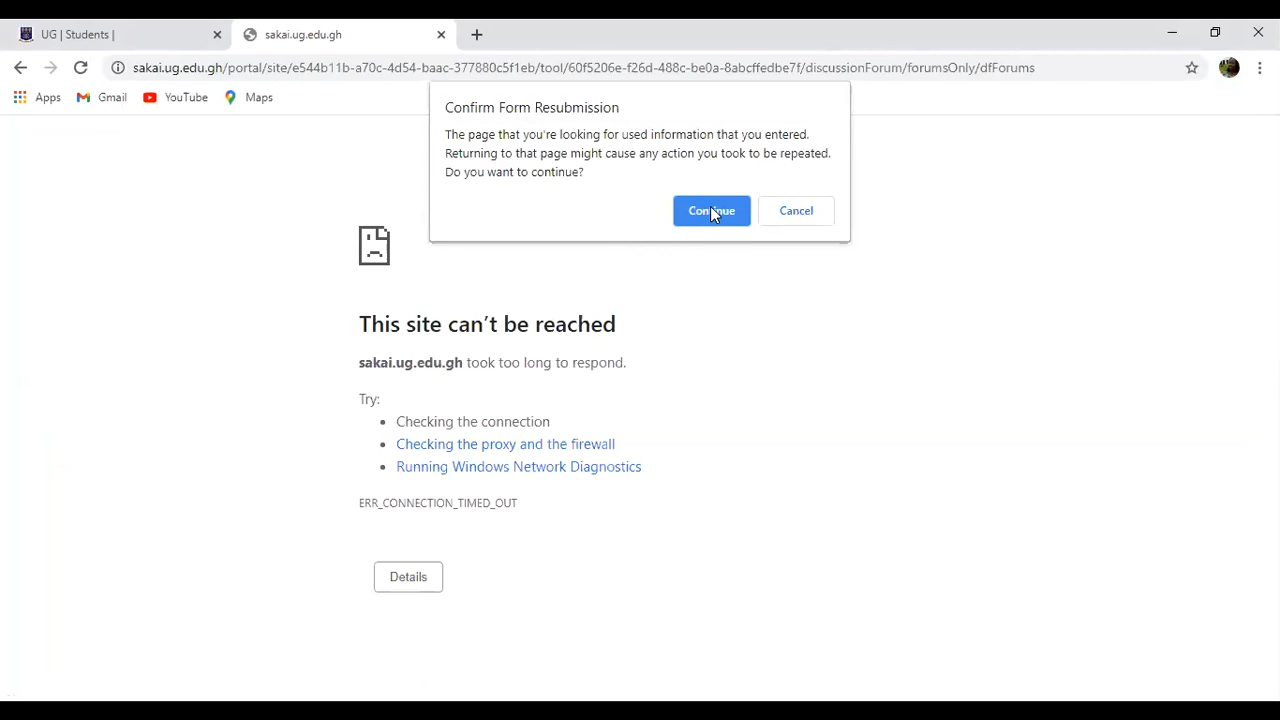 UG | Students |
sakai.ug.edu.gh
sakai.ug.edu.gh/portal/site/e544b11b-a70c-4d54-baac-377880c5f1eb/tool/60f5206e-f26d-488c-be0a-8abcffedbe7f/discussionForum/forumsOnly/dfForums
Apps Gmail YouTube Maps
Confirm Form Resubmission
The page that you're looking for used information that you entered.
Returning to that page might cause any action you took to be repeated.
Do you want to continue?
Continue Cancel
This site can't be reached
sakai.ug.edu.gh took too long to respond.
Try:
• Checking the connection
• Checking the proxy and the firewall
• Running Windows Network Diagnostics
ERR_CONNECTION_TIMED_OUT
Details